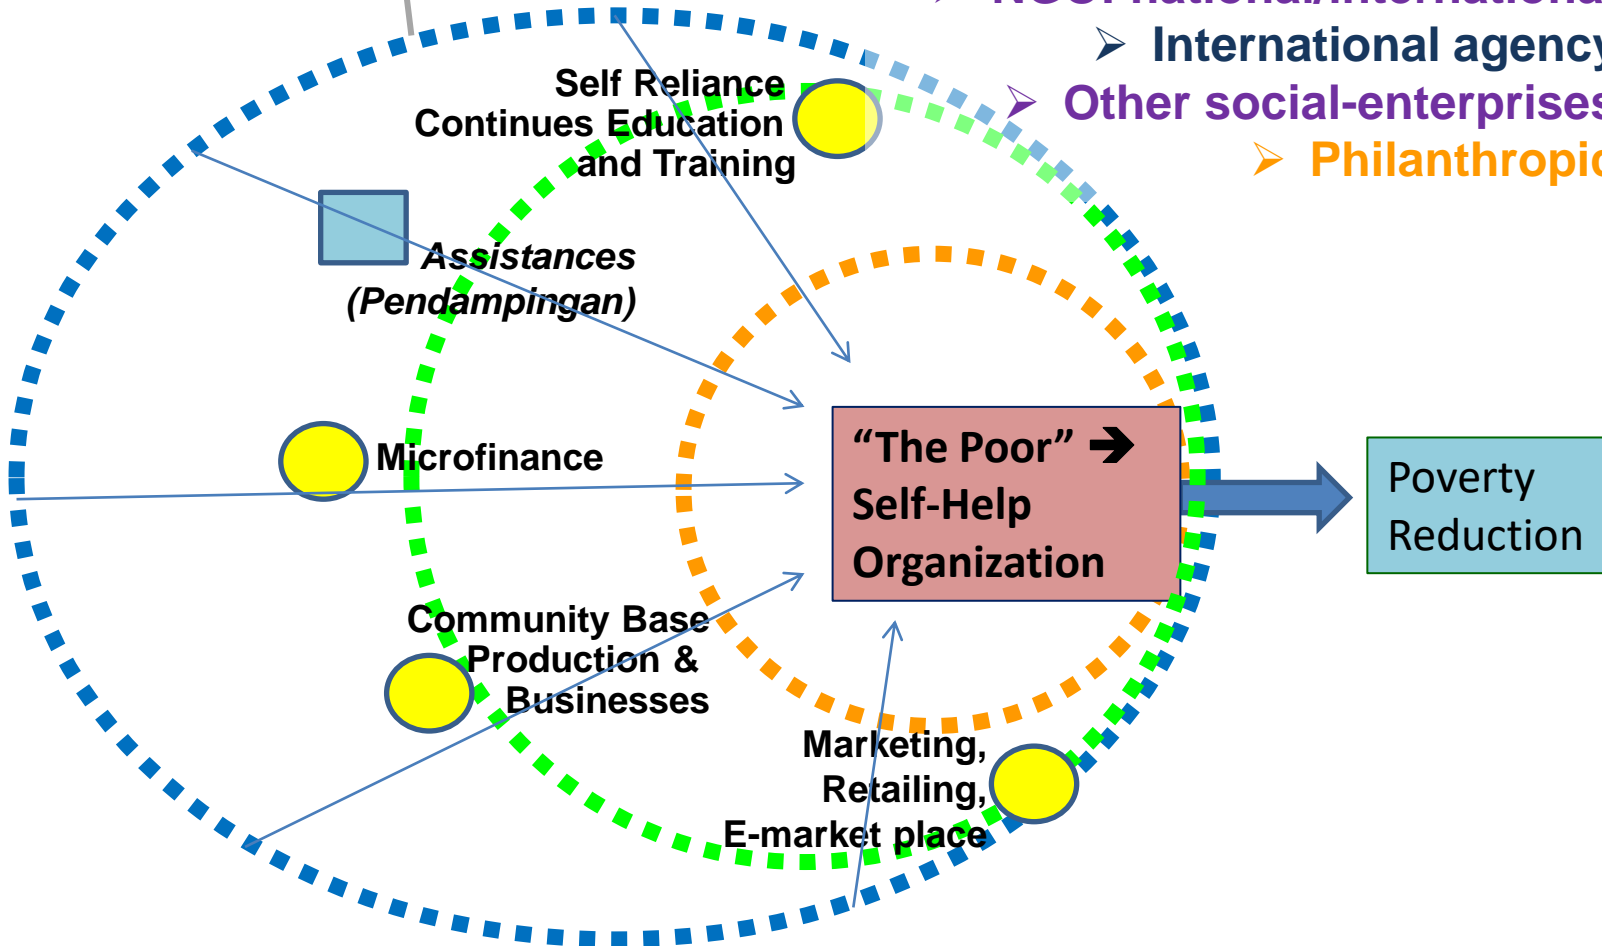 International agency
Other social-enterprises
Philanthropic
Self Reliance
Continues Education
and Training
Assistances
(Pendampingan)
Microfinance
“The Poor” ➔
Self-Help
Organization
Poverty
Reduction
Community Base
Production &
Businesses
Marketing,
Retailing,
E-market place